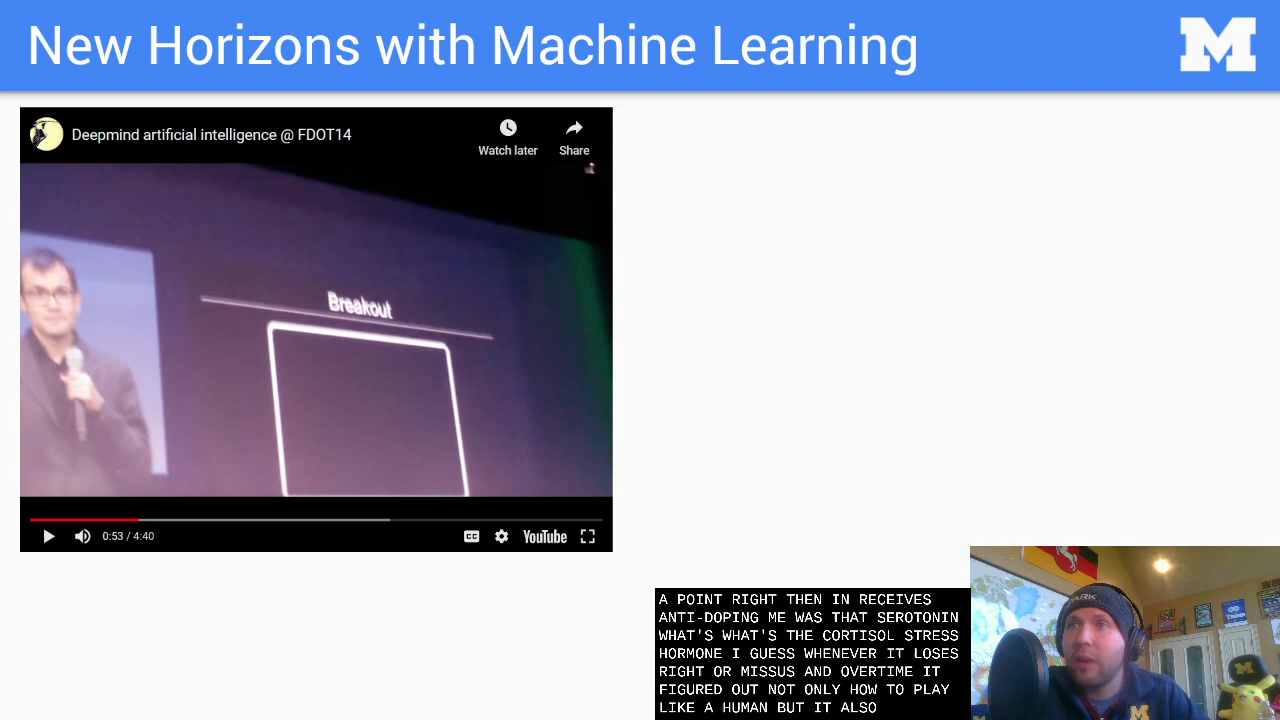 New Horizons with Machine Learning
M
Deepmind artificial intelligence @ FDOT14
Watch later
Share
Breakout
0:53 / 4:40
CC
YouTube
A POINT RIGHT THEN IN RECEIVES
ANTI-DOPING ME WAS THAT SEROTONIN
WHAT'S WHAT'S THE CORTISOL STRESS
HORMONE I GUESS WHENEVER IT LOSES
RIGHT OR MISSUS AND OVERTIME IT
FIGURED OUT NOT ONLY HOW TO PLAY
LIKE A HUMAN BUT IT ALSO
M
M